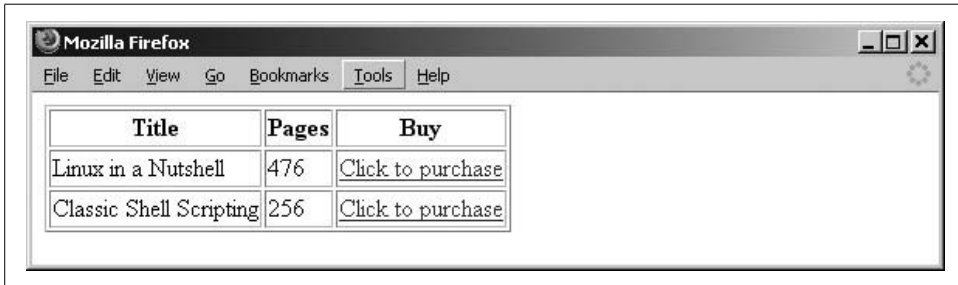 Mozilla Firefox
File Edit View Go Bookmarks Tools Help
Title Pages Buy
Linux in a Nutshell 476 Click to purchase
Classic Shell Scripting 256 Click to purchase